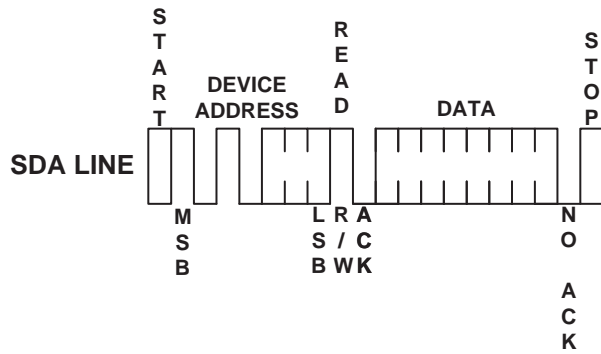 START
DEVICE
ADDRESS
READ
DATA
STOP
SDA LINE
MSB
LSB
R/W
ACK
NO ACK